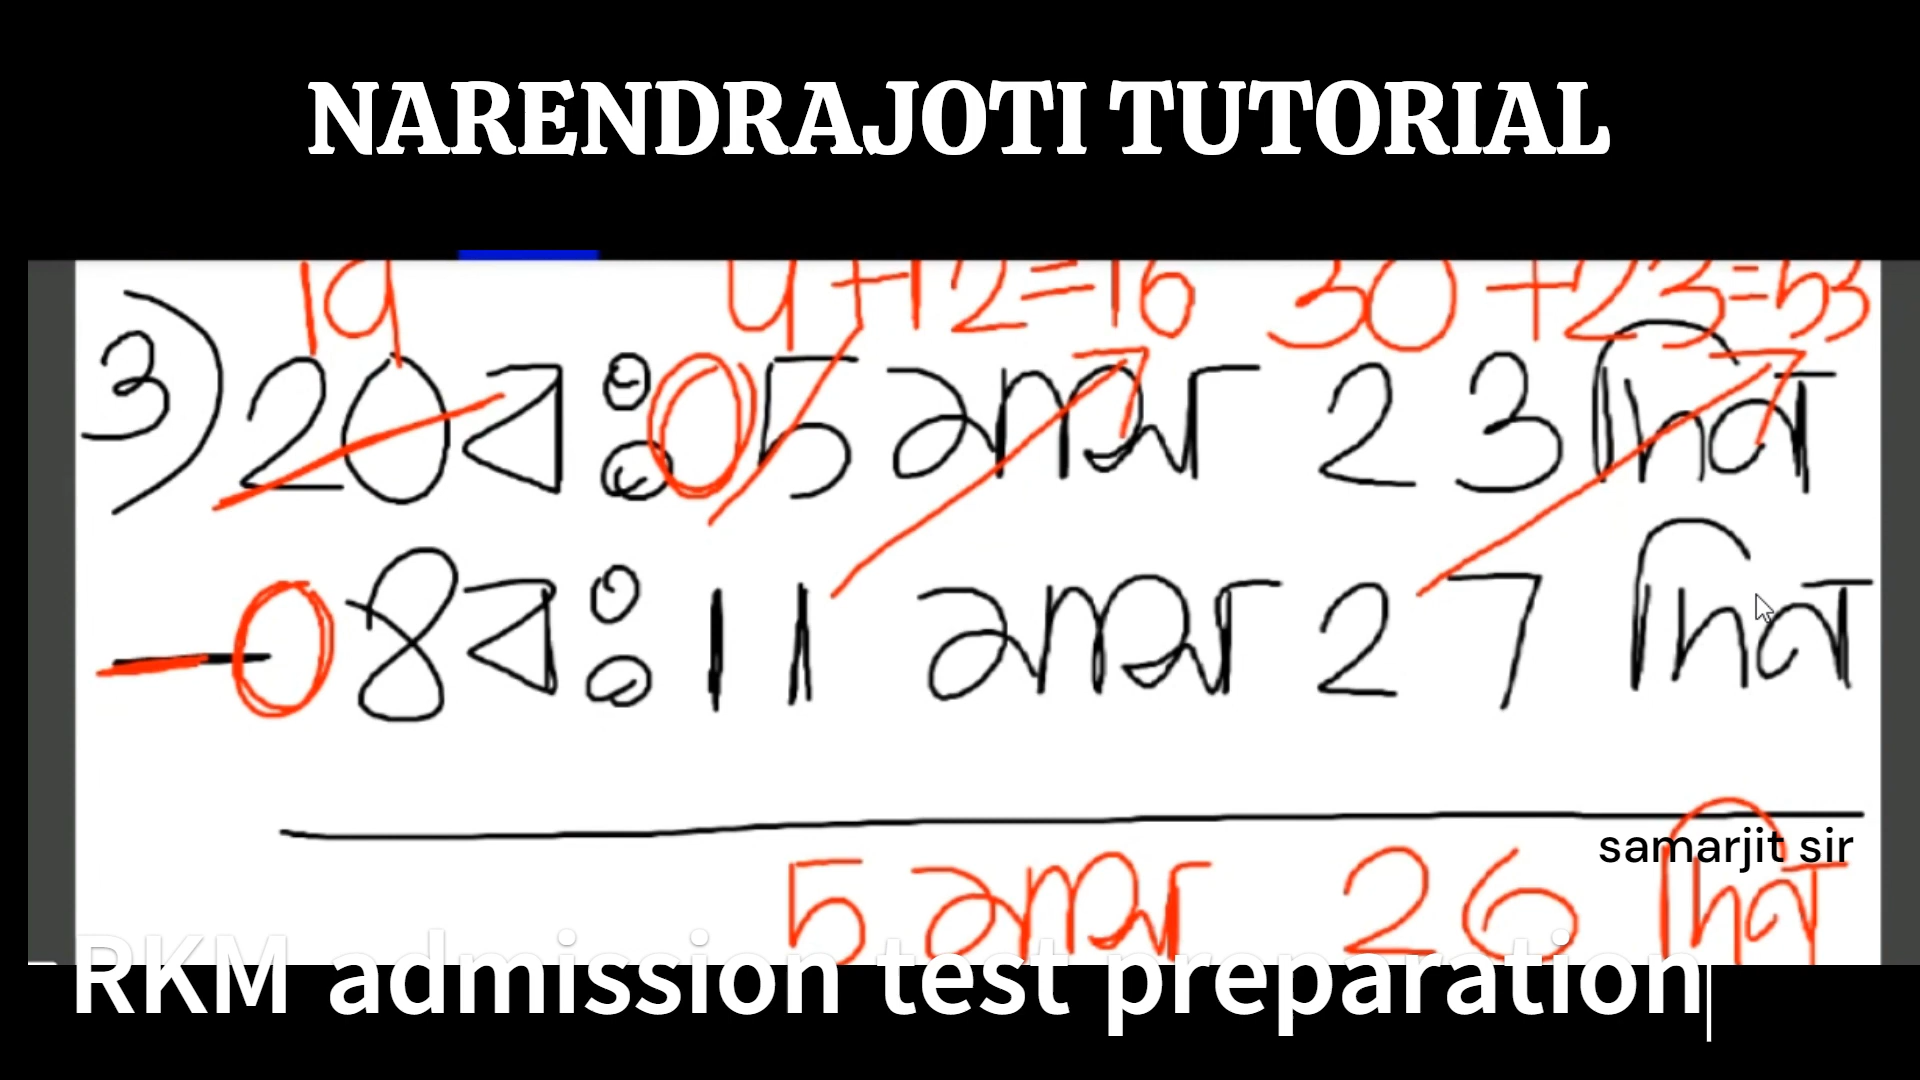 NARENDRAJOTI TUTORIAL
19 4+12=16 30+23=53
3) 20 বঃ 05 মাস 23 দিন
- 08 বঃ 11 মাস 27 দিন
samarjit sir
5 মাস 26 দিন
RKM admission test preparation